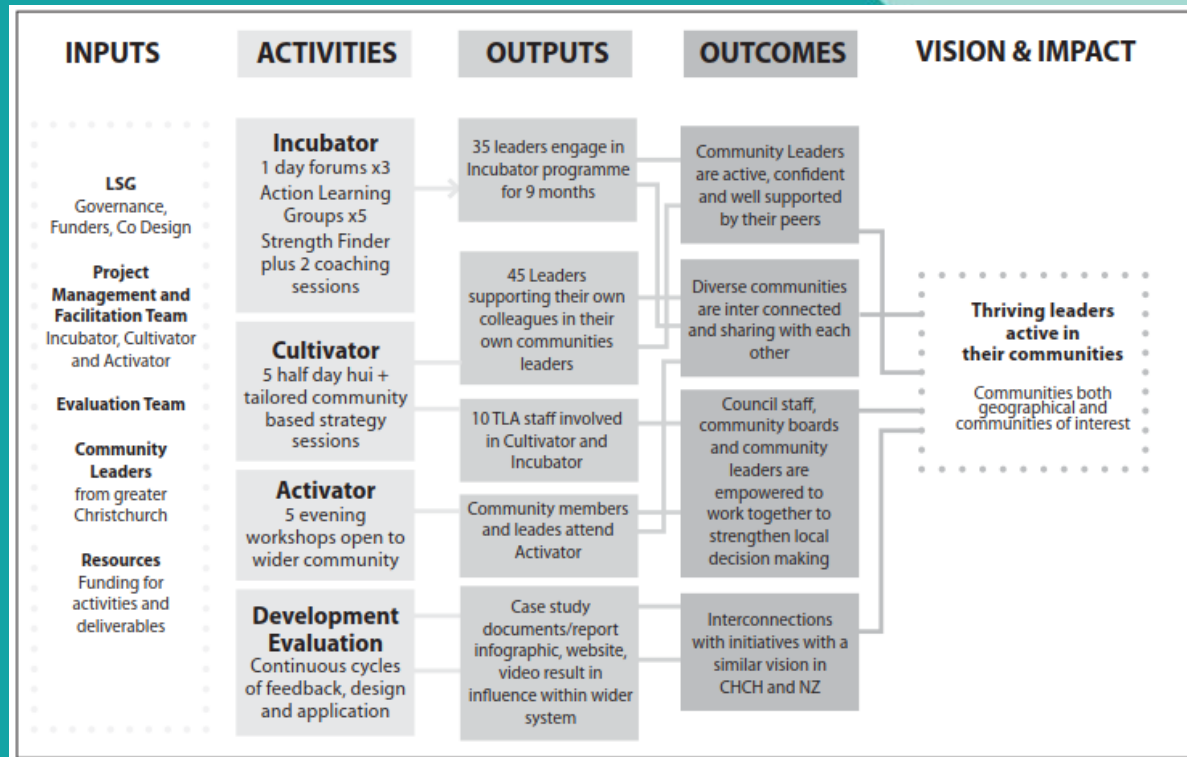 INPUTS
ACTIVITIES
OUTPUTS
OUTCOMES
VISION & IMPACT
LSG
Governance,
Funders, Co Design
Project
Management and
Facilitation Team
Incubator, Cultivator
and Activator
Evaluation Team
Community
Leaders
from greater
Christchurch
Resources
Funding for
activities and
deliverables
Incubator
1 day forums x3
Action Learning
Groups x5
Strength Finder
plus 2 coaching
sessions
Cultivator
5 half day hui +
tailored community
based strategy
sessions
Activator
5 evening
workshops open to
wider community
Development
Evaluation
Continuous cycles
of feedback, design
and application
35 leaders engage in
Incubator programme
for 9 months
45 Leaders
supporting their own
colleagues in their
own communities
leaders
10 TLA staff involved
in Cultivator and
Incubator
Community members
and leades attend
Activator
Case study
documents/report
infographic, website,
video result in
influence within wider
system
Community Leaders
are active, confident
and well supported
by their peers
Diverse communities
are inter connected
and sharing with each
other
Council staff,
community boards
and community
leaders are
empowered to
work together to
strengthen local
decision making
Interconnections
with initiatives with a
similar vision in
CHCH and NZ
Thriving leaders
active in
their communities
Communities both
geographical and
communities of interest